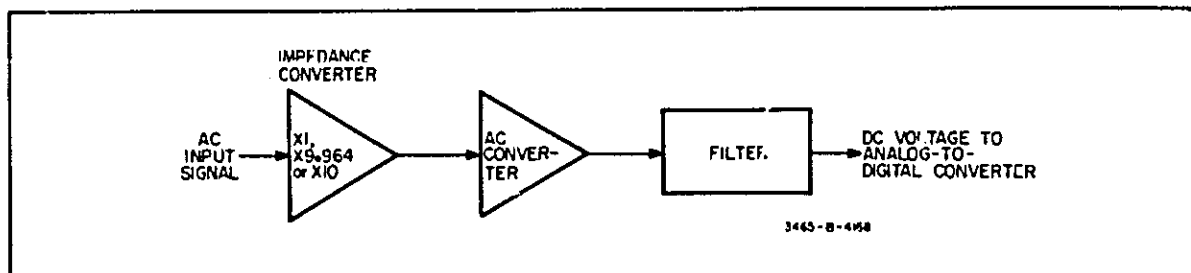 IMPEDANCE
CONVERTER
AC
INPUT
SIGNAL
X1,
X9.964
or X10
AC
CONVER-
TER
FILTER
DC VOLTAGE TO
ANALOG-TO-
DIGITAL CONVERTER
3465-B-4168